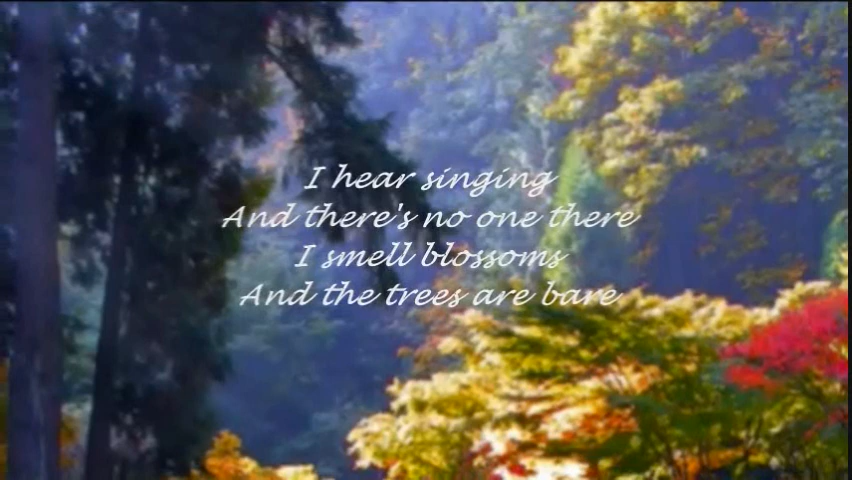 I hear singing
And there's no one there
I smell blossoms
And the trees are bare